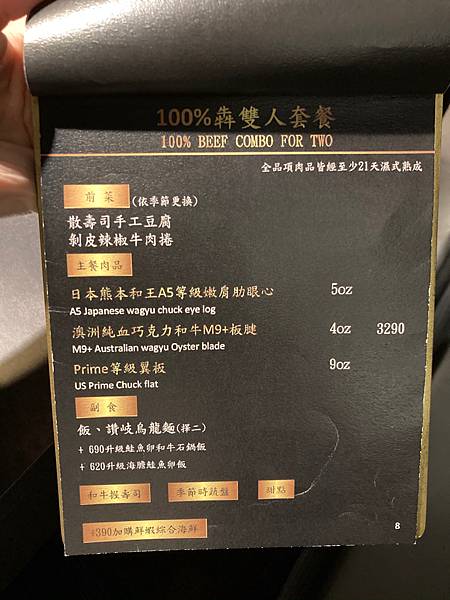 100%犇雙人套餐
100% BEEF COMBO FOR TWO
全品項肉品皆經至少21天濕式熟成
前菜 (依季節更換)
散壽司手工豆腐
剝皮辣椒牛肉捲
主餐肉品
日本熊本和王A5等級嫩肩肋眼心 5oz
A5 Japanese wagyu chuck eye log
澳洲純血巧克力和牛M9+板腱 4oz 3290
M9+ Australian wagyu Oyster blade
Prime等級翼板 9oz
US Prime Chuck flat
副食
飯、讚岐烏龍麵(擇二)
+ 690升級鮭魚卵和牛石鍋飯
+ 620升級海膽鮭魚卵飯
和牛握壽司 季節時蔬盤 甜點
+390加購鮮蝦綜合海鮮
8